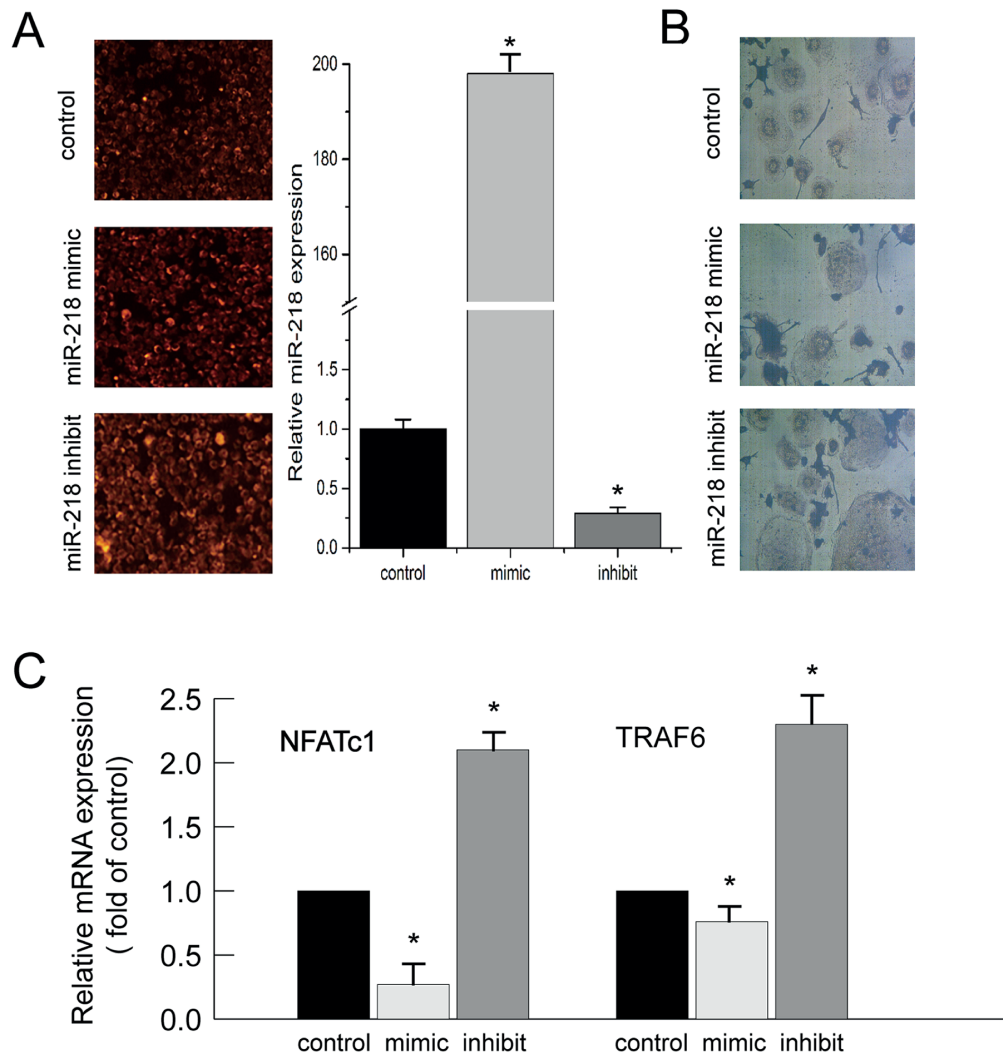 A
B
control
miR-218 mimic
miR-218 inhibit
Relative miR-218 expression
200
180
160
1.5
1.0
0.5
0.0
*
*
control mimic inhibit
control
miR-218 mimic
miR-218 inhibit
C
Relative mRNA expression
( fold of control)
2.5
2.0
1.5
1.0
0.5
0.0
NFATc1
TRAF6
*
*
*
*
control mimic inhibit
control mimic inhibit